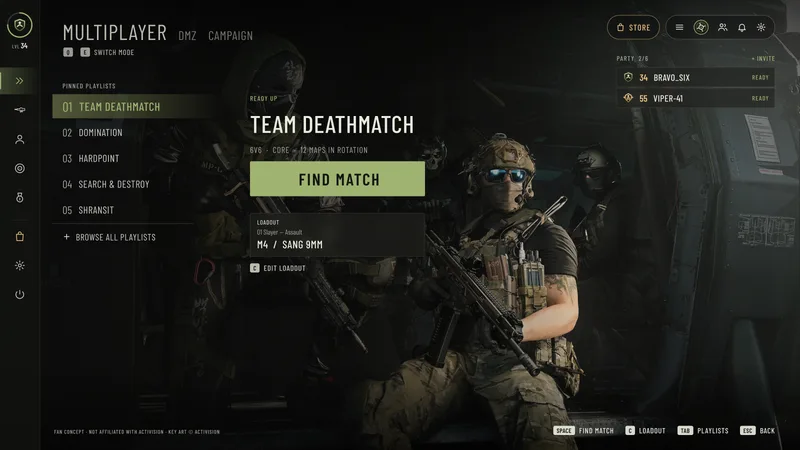 LVL 34
MULTIPLAYER DMZ CAMPAIGN
Q E SWITCH MODE
STORE
PARTY, 2/6 + INVITE
34 BRAVO_SIX READY
55 VIPER-41 READY
PINNED PLAYLISTS
01 TEAM DEATHMATCH
02 DOMINATION
03 HARDPOINT
04 SEARCH & DESTROY
05 SHRANSIT
+ BROWSE ALL PLAYLISTS
READY UP
TEAM DEATHMATCH
6V6 · CORE — 12 MAPS IN ROTATION
FIND MATCH
LOADOUT
01 Slayer — Assault
M4 / SANG 9MM
C EDIT LOADOUT
FAN CONCEPT · NOT AFFILIATED WITH ACTIVISION · KEY ART © ACTIVISION
SPACE FIND MATCH C LOADOUT TAB PLAYLISTS ESC BACK